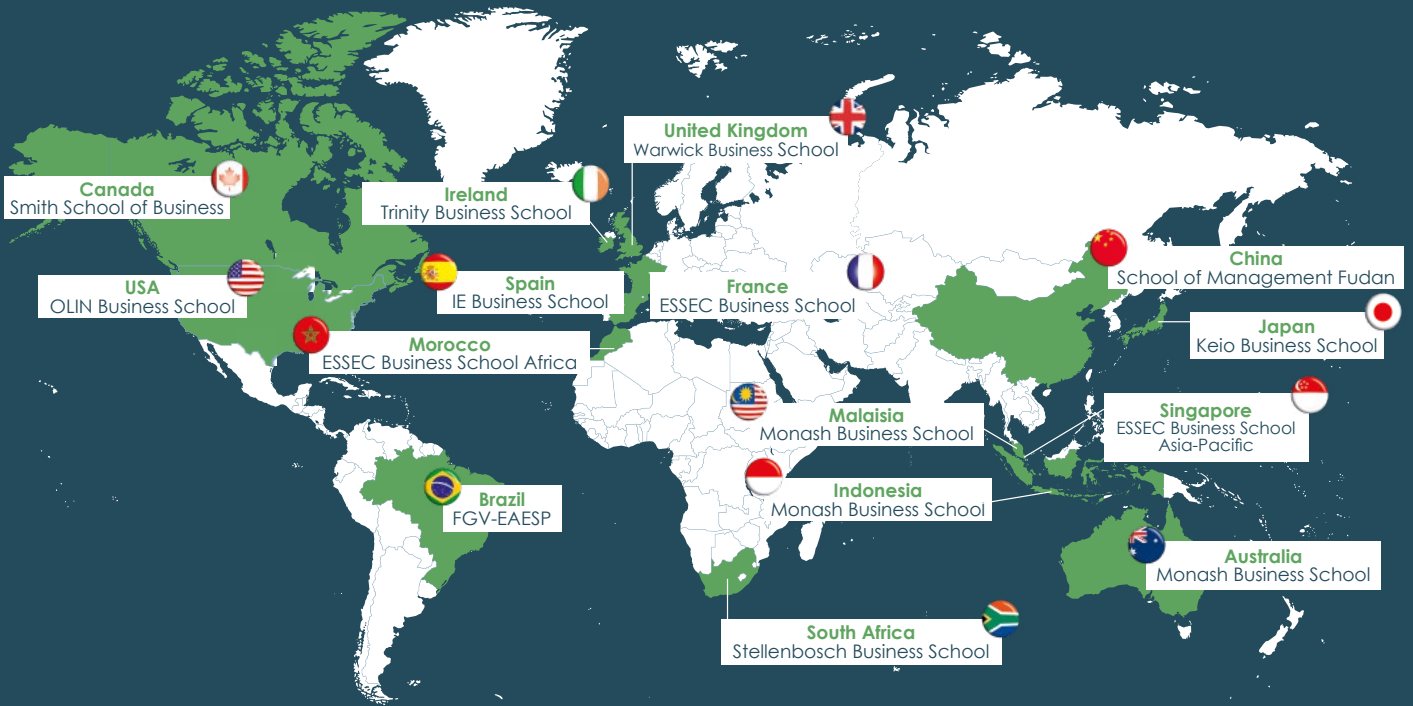 United Kingdom
Warwick Business School
Canada
Smith School of Business
Ireland
Trinity Business School
China
School of Management Fudan
USA
OLIN Business School
Spain
IE Business School
France
ESSEC Business School
Japan
Keio Business School
Morocco
ESSEC Business School Africa
Malaisia
Monash Business School
Singapore
ESSEC Business School
Asia-Pacific
Indonesia
Monash Business School
Brazil
FGV-EAESP
Australia
Monash Business School
South Africa
Stellenbosch Business School